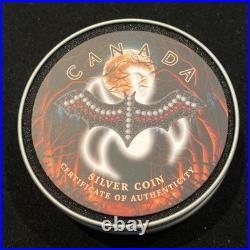 CANADA
SILVER COIN
CERTIFICATE OF AUTHENTICITY